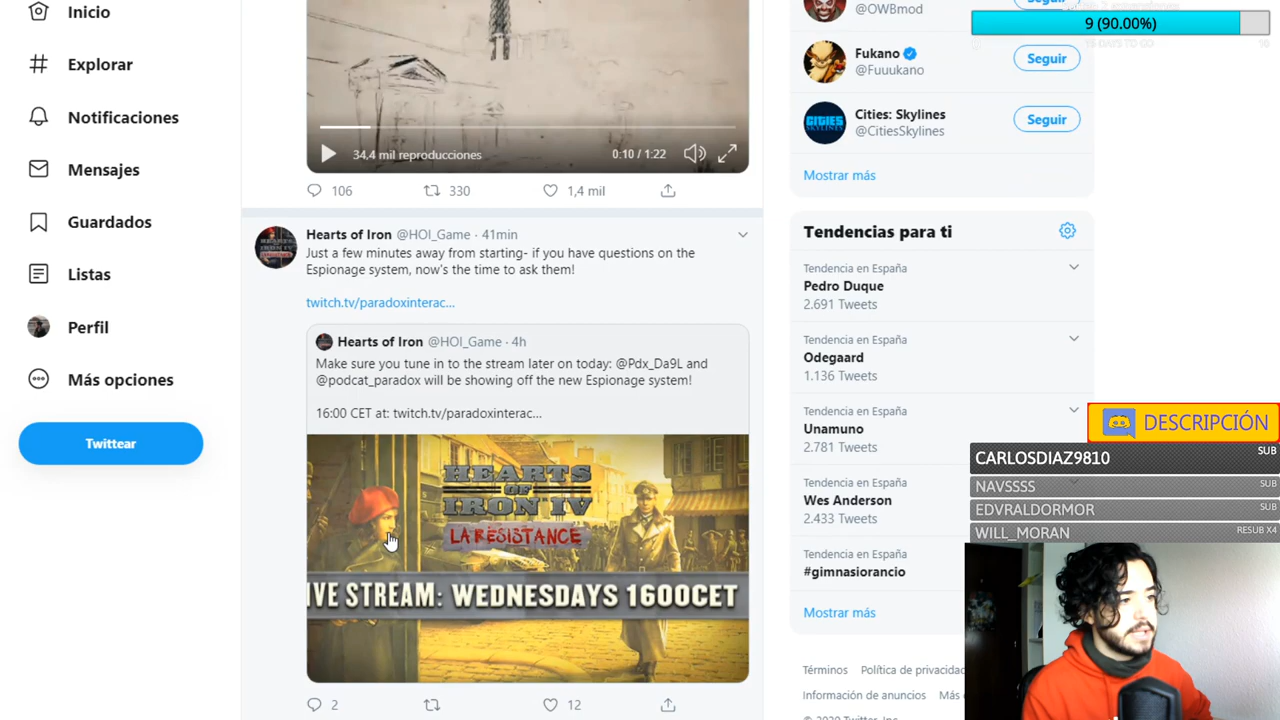 Inicio
Explorar
Notificaciones
Mensajes
Guardados
Listas
Perfil
Más opciones
Twittear
34,4 mil reproducciones
0:10 / 1:22
106
330
1,4 mil
Hearts of Iron @HOI_Game · 41min
Just a few minutes away from starting- if you have questions on the
Espionage system, now's the time to ask them!
twitch.tv/paradoxinterac...
Hearts of Iron @HOI_Game · 4h
Make sure you tune in to the stream later on today: @Pdx_Da9L and
@podcat_paradox will be showing off the new Espionage system!
16:00 CET at: twitch.tv/paradoxinterac...
HEARTS
OF
IRON IV
LA RÉSISTANCE
IVE STREAM: WEDNESDAYS 1600CET
2
12
@OWBmod
Fukano
@Fuuukano
Seguir
Cities: Skylines
@CitiesSkylines
CITIES
SKYLINES
Seguir
Mostrar más
Tendencias para ti
Tendencia en España
Pedro Duque
2.691 Tweets
Tendencia en España
Odegaard
1.136 Tweets
Tendencia en España
Unamuno
2.781 Tweets
Tendencia en España
Wes Anderson
2.433 Tweets
Tendencia en España
#gimnasiorancio
Mostrar más
Términos
Política de privacidad
Información de anuncios
Más
© 2020 Twitter, Inc.
9 (90.00%)
DESCRIPCIÓN
CARLOSDIAZ9810 SUB
NAVSSSS SUB
EDVRALDORMOR SUB
WILL_MORAN RESUB X4